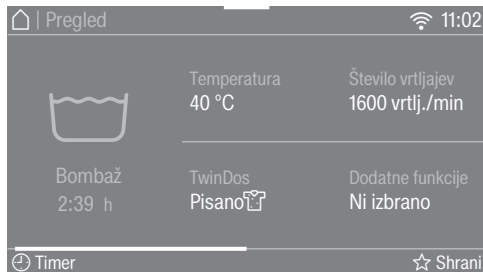 | Pregled 11:02
Temperatura
40 °C
Število vrtljajev
1600 vrtlj./min
Bombaž
2:39 h
TwinDos
Pisano
Dodatne funkcije
Ni izbrano
Timer
Shrani